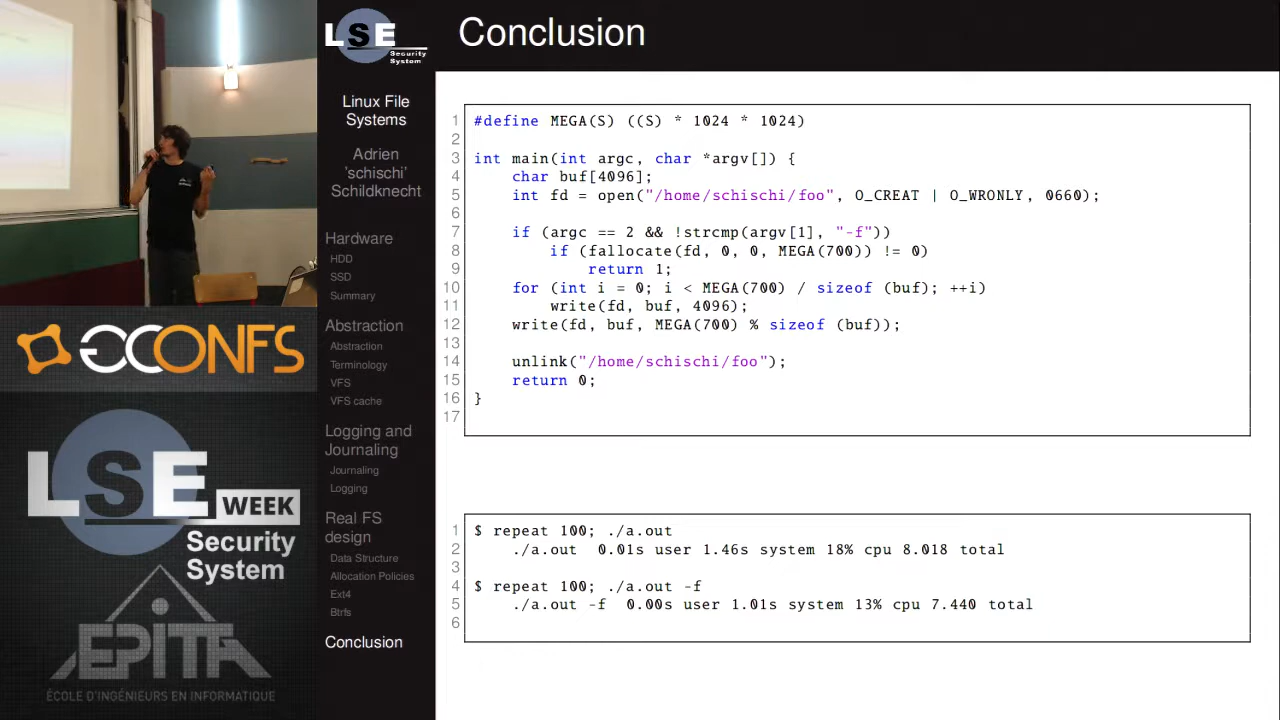 LSE
Security
System
Conclusion
Linux File
Systems
Adrien
'schischi'
Schildknecht
Hardware
HDD
SSD
Summary
Abstraction
Abstraction
Terminology
VFS
VFS cache
Logging and
Journaling
Journaling
Logging
Real FS
design
Data Structure
Allocation Policies
Ext4
Btrfs
Conclusion
1 #define MEGA(S) ((S) * 1024 * 1024)
2
3 int main(int argc, char *argv[]) {
4     char buf[4096];
5     int fd = open("/home/schischi/foo", O_CREAT | O_WRONLY, 0660);
6
7     if (argc == 2 && !strcmp(argv[1], "-f"))
8         if (fallocate(fd, 0, 0, MEGA(700)) != 0)
9             return 1;
10     for (int i = 0; i < MEGA(700) / sizeof (buf); ++i)
11         write(fd, buf, 4096);
12     write(fd, buf, MEGA(700) % sizeof (buf));
13
14     unlink("/home/schischi/foo");
15     return 0;
16 }
17
1 $ repeat 100; ./a.out
2     ./a.out  0.01s user 1.46s system 18% cpu 8.018 total
3
4 $ repeat 100; ./a.out -f
5     ./a.out -f  0.00s user 1.01s system 13% cpu 7.440 total
6
CONFS
LSE
WEEK
Security
System
EPITA
ÉCOLE D'INGÉNIEURS EN INFORMATIQUE